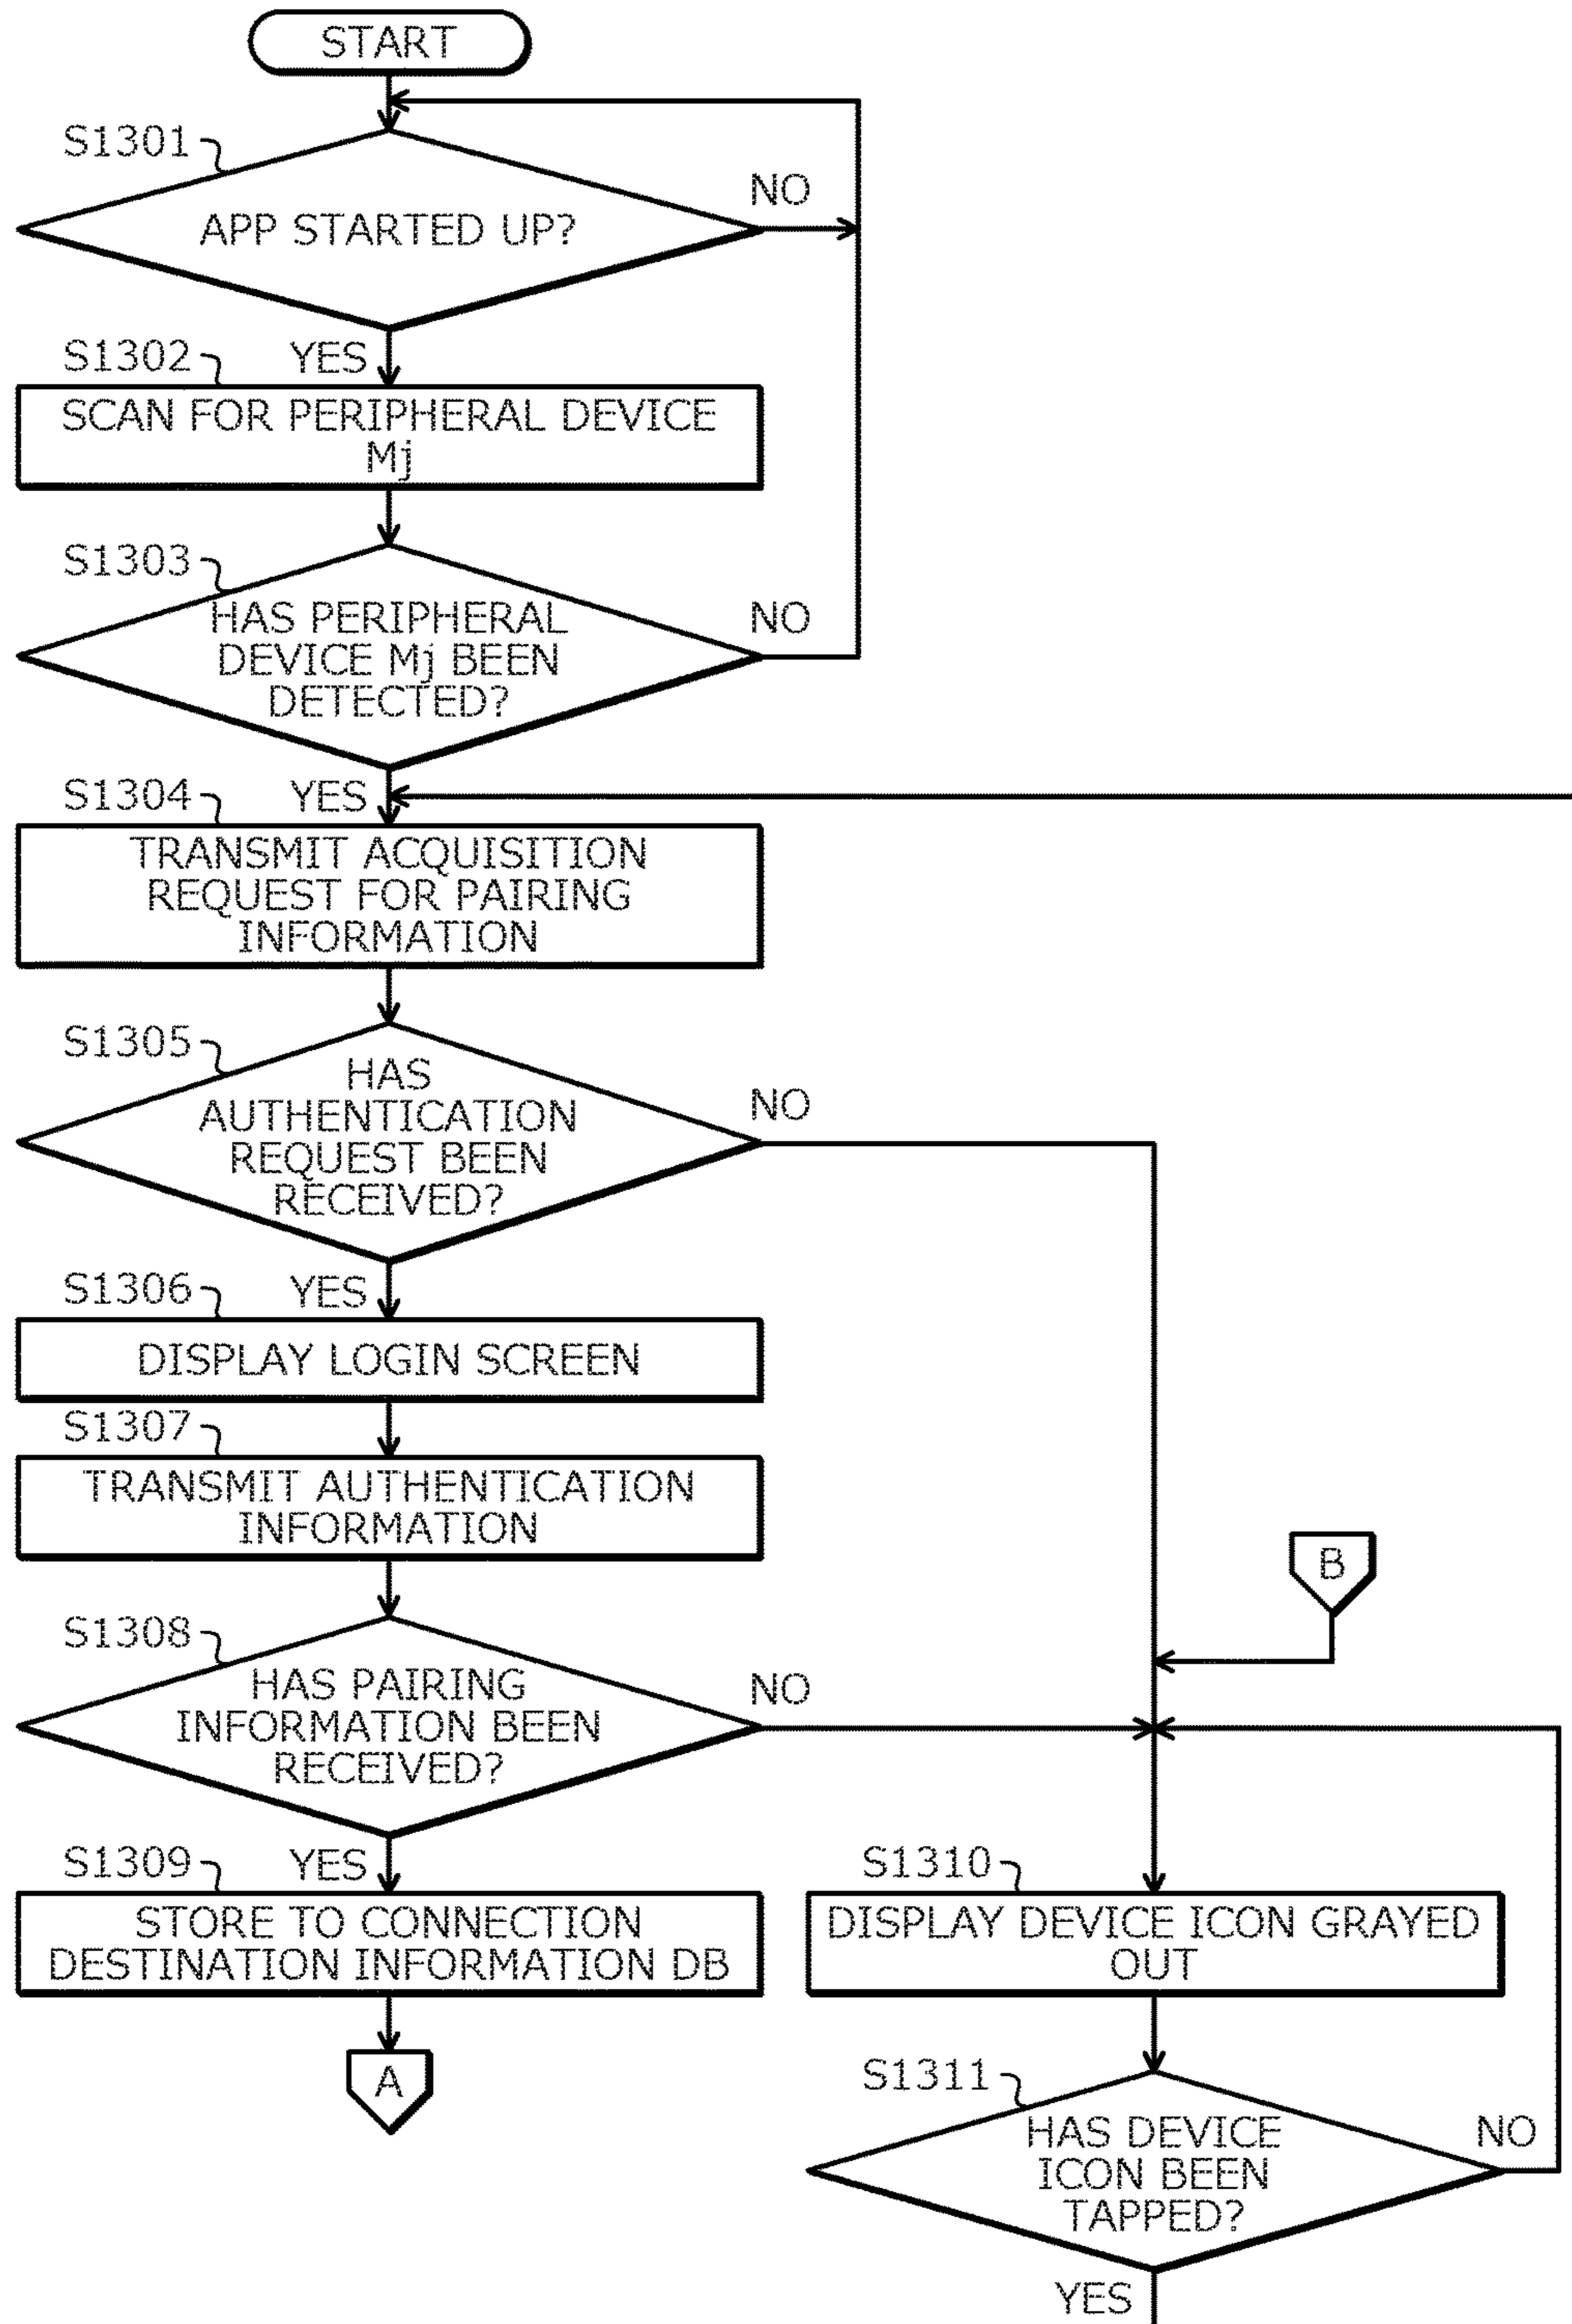 START
S1301
NO
APP STARTED UP?
S1302
YES
SCAN FOR PERIPHERAL DEVICE
Mj
S1303
HAS PERIPHERAL
DEVICE Mj BEEN
DETECTED?
NO
S1304
YES
TRANSMIT ACQUISITION
REQUEST FOR PAIRING
INFORMATION
S1305
HAS
AUTHENTICATION
REQUEST BEEN
RECEIVED?
NO
S1306
YES
DISPLAY LOGIN SCREEN
S1307
TRANSMIT AUTHENTICATION
INFORMATION
B
S1308
HAS PAIRING
INFORMATION BEEN
RECEIVED?
NO
S1309
YES
STORE TO CONNECTION
DESTINATION INFORMATION DB
A
S1310
DISPLAY DEVICE ICON GRAYED
OUT
S1311
HAS DEVICE
ICON BEEN
TAPPED?
NO
YES